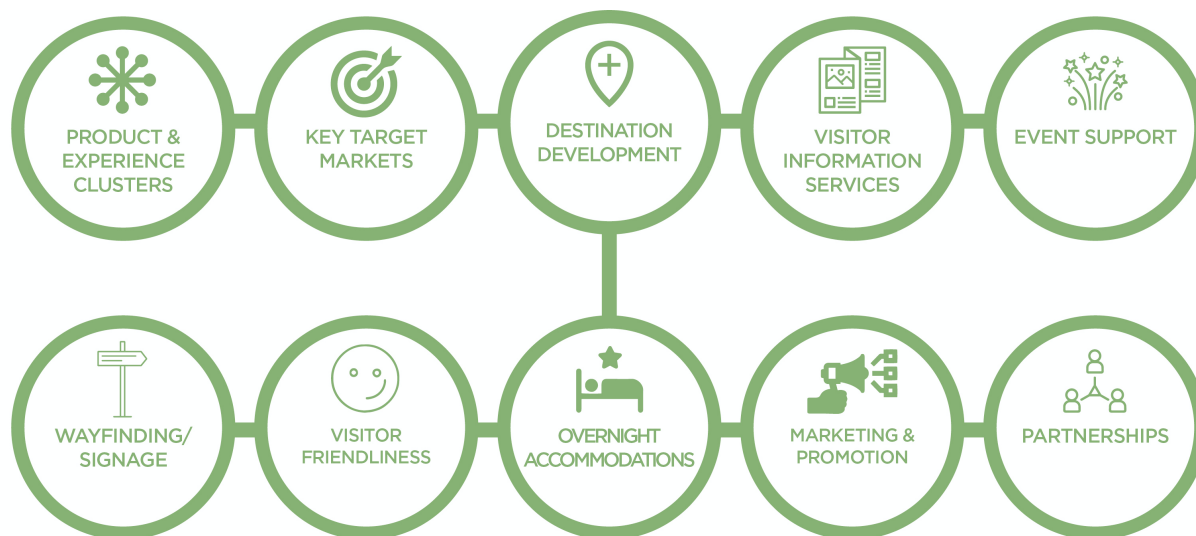 PRODUCT &
EXPERIENCE
CLUSTERS
KEY TARGET
MARKETS
DESTINATION
DEVELOPMENT
VISITOR
INFORMATION
SERVICES
EVENT SUPPORT
WAYFINDING/
SIGNAGE
VISITOR
FRIENDLINESS
OVERNIGHT
ACCOMMODATIONS
MARKETING &
PROMOTION
PARTNERSHIPS